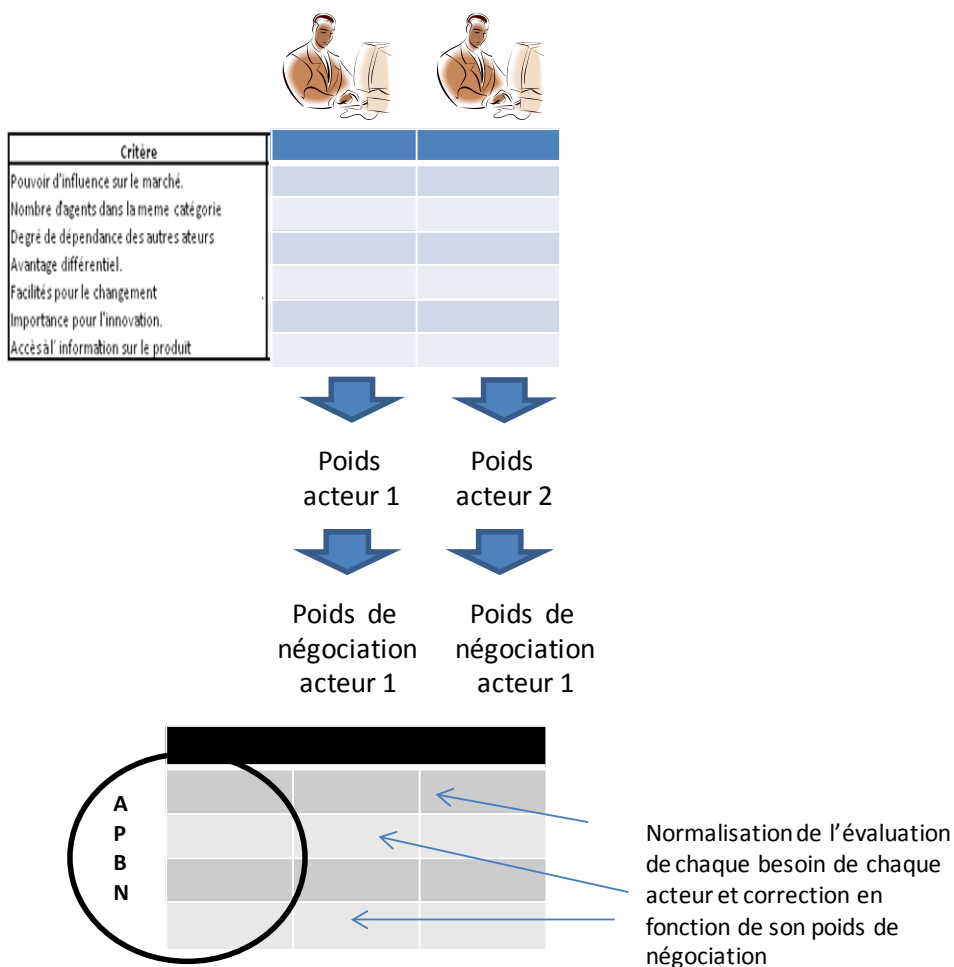 Critère
Pouvoir d'influence sur le marché.
Nombre d'agents dans la meme catégorie
Degré de dépendance des autres ateurs
Avantage différentiel.
Facilités pour le changement .
Importance pour l'innovation.
Accès à l' information sur le produit
Poids
acteur 1
Poids
acteur 2
Poids de
négociation
acteur 1
Poids de
négociation
acteur 1
A
P
B
N
Normalisation de l'évaluation
de chaque besoin de chaque
acteur et correction en
fonction de son poids de
négociation